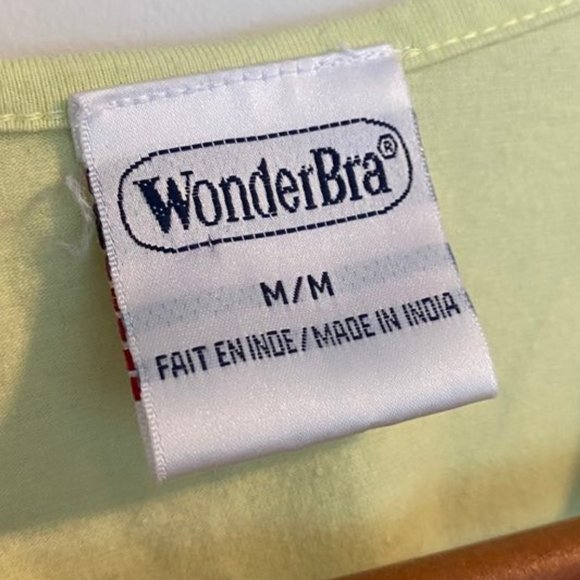 WonderBra®
M/M
FAIT EN INDE/MADE IN INDIA